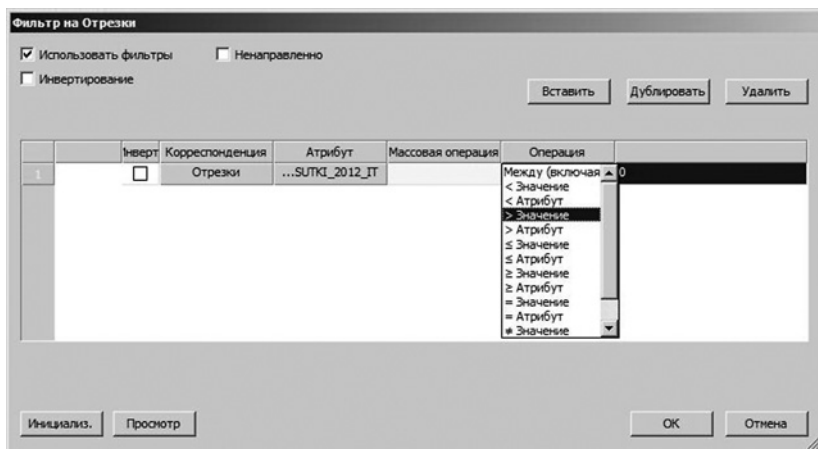 Фильтр на Отрезки
Использовать фильтры
Ненаправленно
Инвертирование
Вставить
Дублировать
Удалить
Інверт Корреспонденция Атрибут Массовая операция Операция
1 Отрезки ...SUTKI_2012_IT Между (включая 0
< Значение
< Атрибут
> Значение
> Атрибут
≤ Значение
≤ Атрибут
≥ Значение
≥ Атрибут
= Значение
= Атрибут
≠ Значение
Инициализ.
Просмотр
OK
Отмена